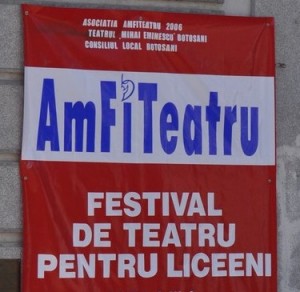 ASOCIATIA AMFITEATRU 2006
TEATRUL "MIHAI EMINESCU" BOTOSANI
CONSILIUL LOCAL BOTOSANI
AmFiTeatru
FESTIVAL
DE TEATRU
PENTRU LICEENI